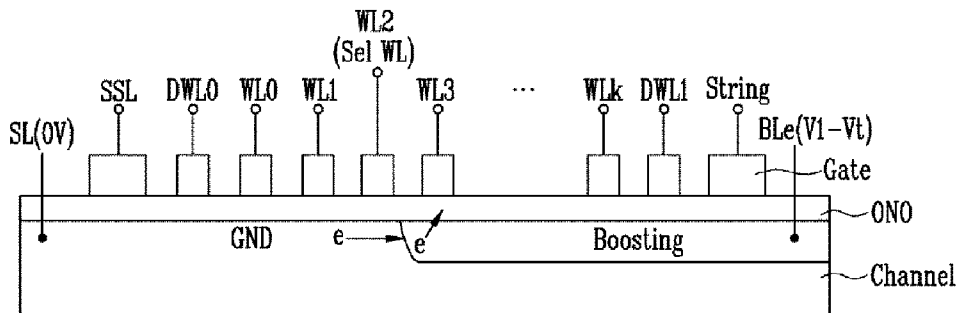 WL2
(Sel WL)
SSL DWL0 WL0 WL1 WL3 ... WLk DWL1 String
SL(0V) BLe(V1-Vt)
Gate
ONO
GND e e Boosting
Channel